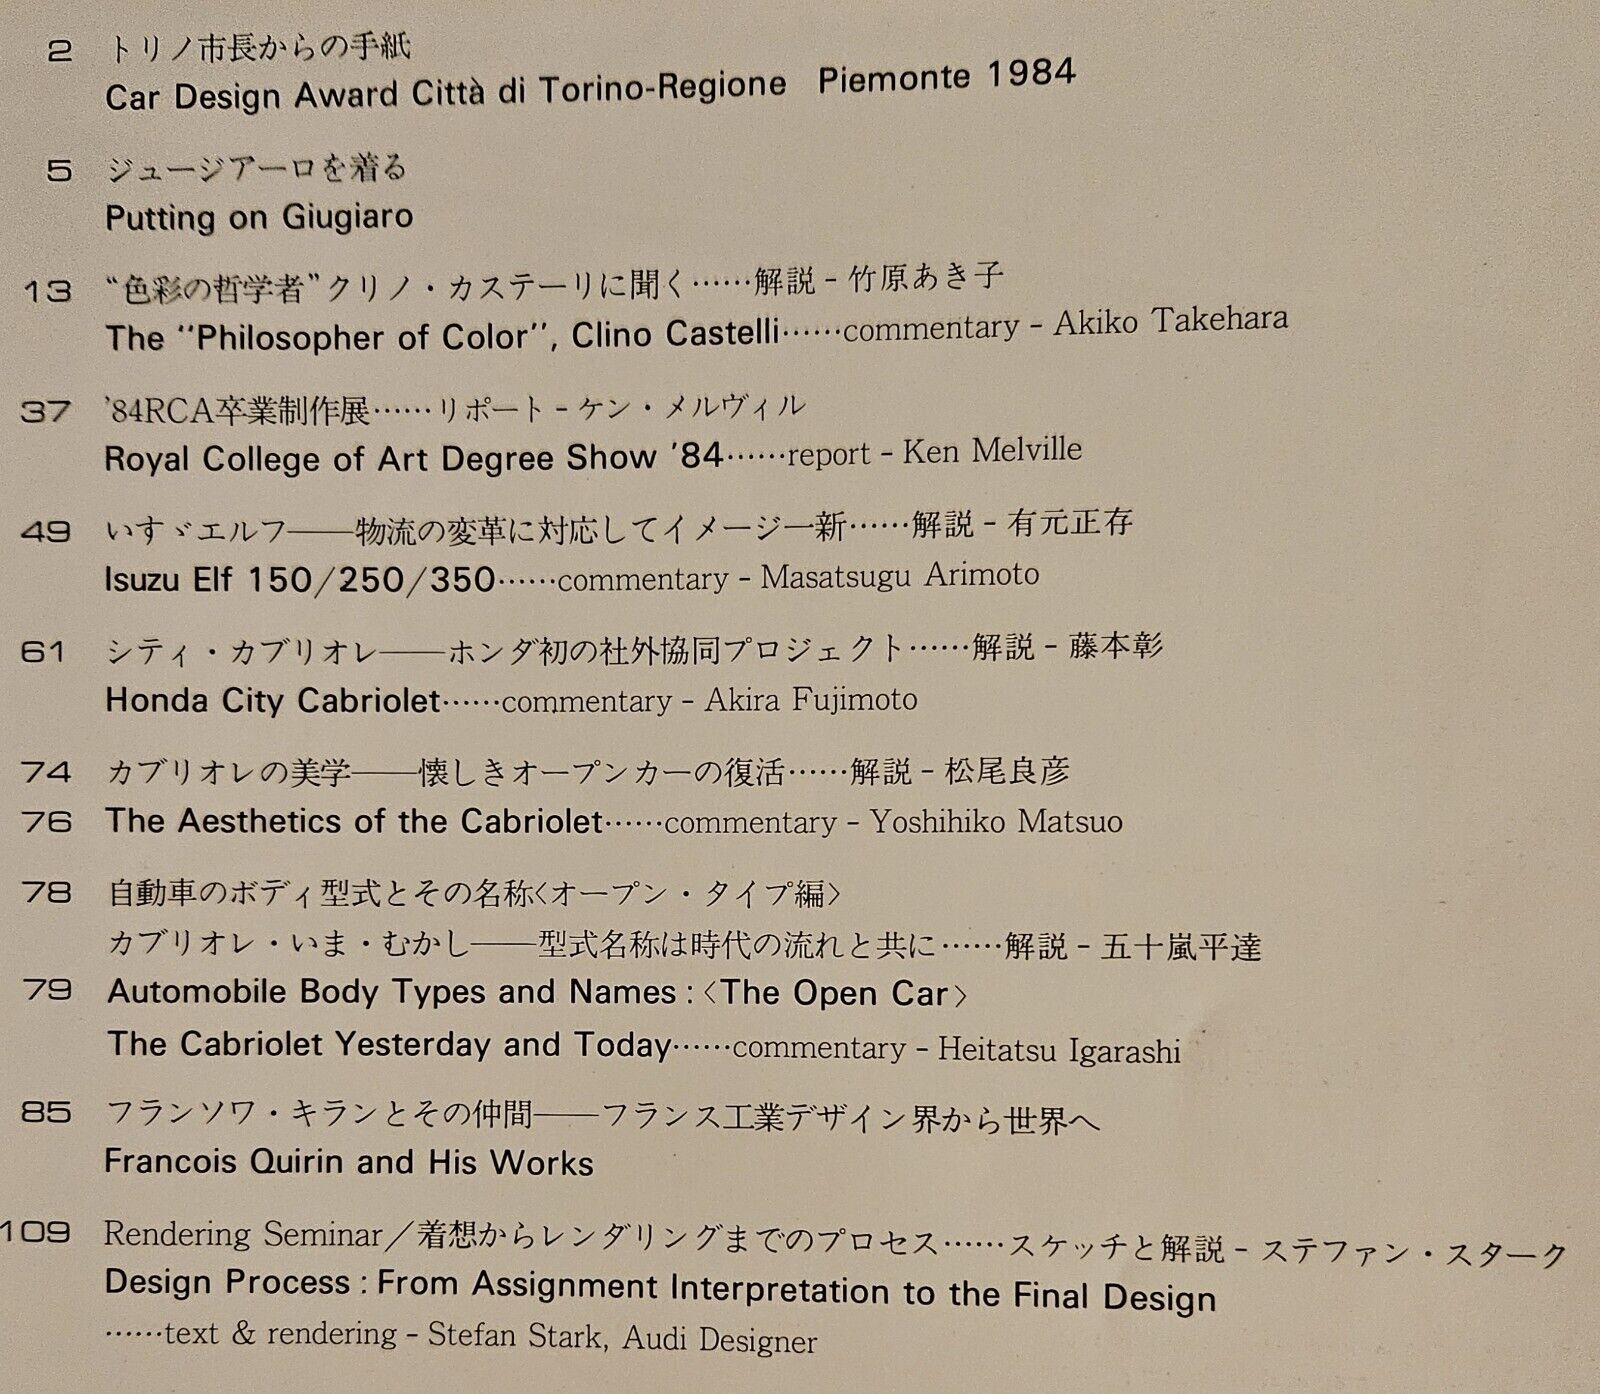 2 トリノ市長からの手紙
Car Design Award Città di Torino-Regione Piemonte 1984
5 ジュージアーロを着る
Putting on Giugiaro
13 “色彩の哲学者”クリノ・カステーリに聞く……解説－竹原あき子
The “Philosopher of Color”, Clino Castelli……commentary－Akiko Takehara
37 ’84RCA卒業制作展……リポート－ケン・メルヴィル
Royal College of Art Degree Show ’84……report－Ken Melville
49 いすゞエルフ――物流の変革に対応してイメージ一新……解説－有元正存
Isuzu Elf 150/250/350……commentary－Masatsugu Arimoto
61 シティ・カブリオレ――ホンダ初の社外協同プロジェクト……解説－藤本彰
Honda City Cabriolet……commentary－Akira Fujimoto
74 カブリオレの美学――懐しきオープンカーの復活……解説－松尾良彦
76 The Aesthetics of the Cabriolet……commentary－Yoshihiko Matsuo
78 自動車のボディ型式とその名称〈オープン・タイプ編〉
カブリオレ・いま・むかし――型式名称は時代の流れと共に……解説－五十嵐平達
79 Automobile Body Types and Names:〈The Open Car〉
The Cabriolet Yesterday and Today……commentary－Heitatsu Igarashi
85 フランソワ・キランとその仲間――フランス工業デザイン界から世界へ
Francois Quirin and His Works
109 Rendering Seminar／着想からレンダリングまでのプロセス……スケッチと解説－ステファン・スターク
Design Process: From Assignment Interpretation to the Final Design
……text & rendering－Stefan Stark, Audi Designer